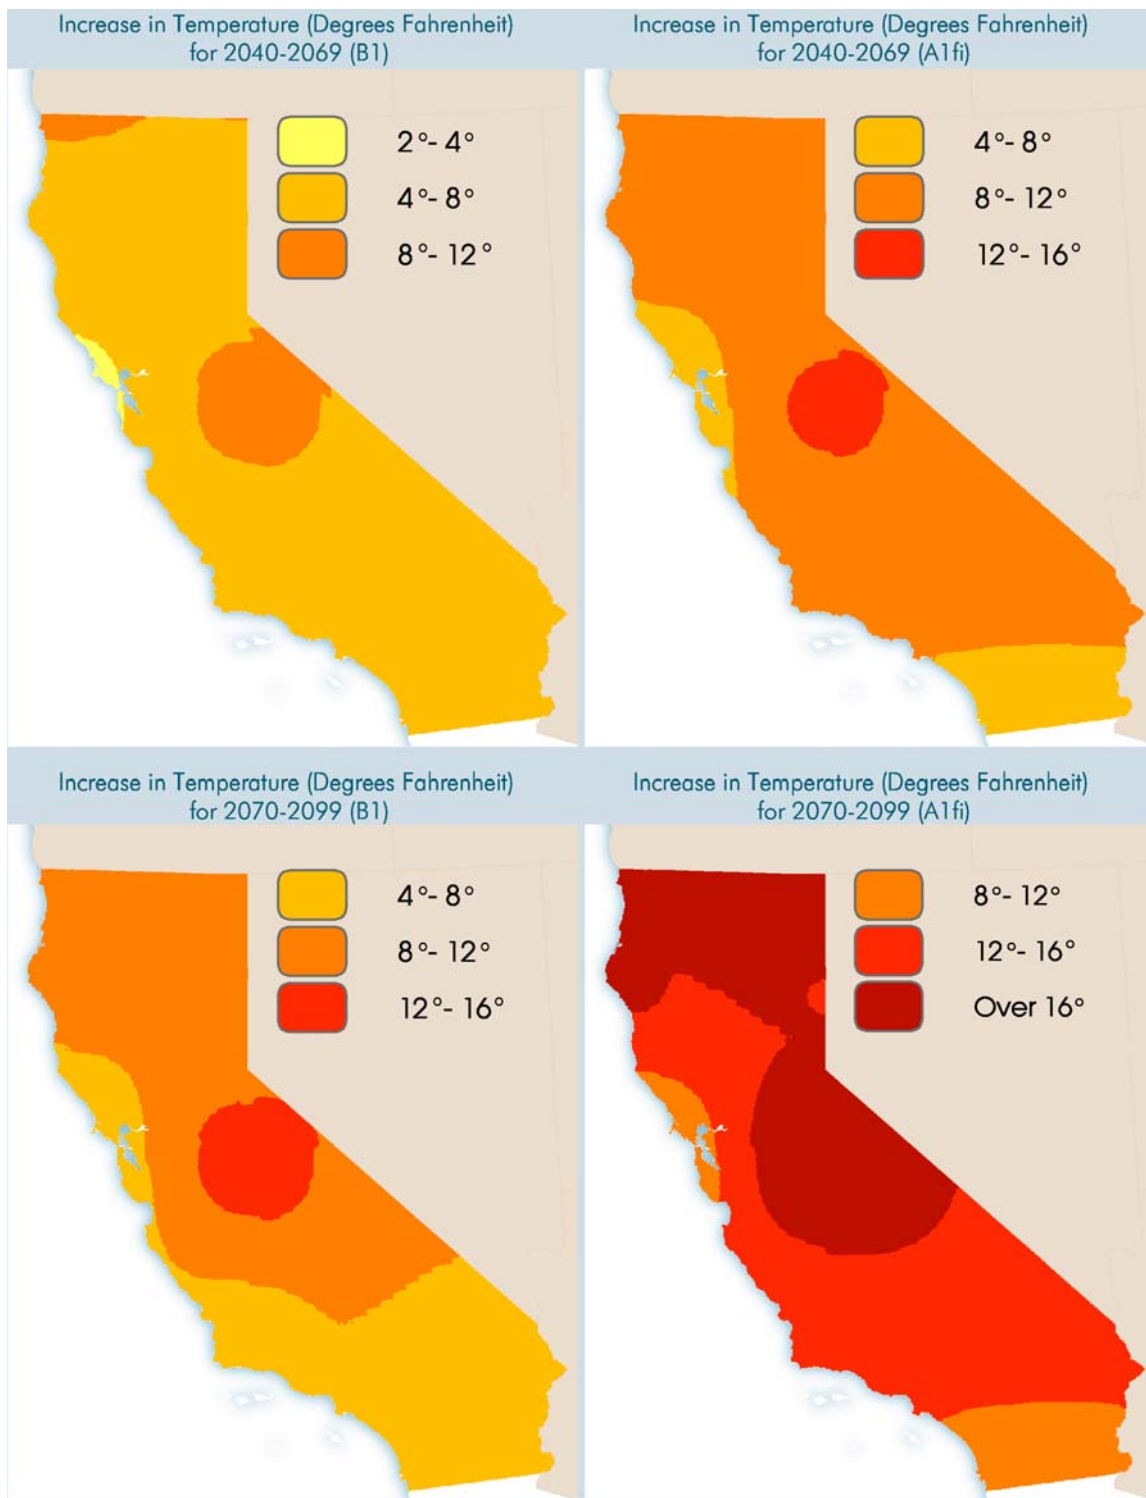 Increase in Temperature (Degrees Fahrenheit)
for 2040-2069 (B1)
2°- 4°
4°- 8°
8°- 12°
Increase in Temperature (Degrees Fahrenheit)
for 2040-2069 (A1fi)
4°- 8°
8°- 12°
12°- 16°
Increase in Temperature (Degrees Fahrenheit)
for 2070-2099 (B1)
4°- 8°
8°- 12°
12°- 16°
Increase in Temperature (Degrees Fahrenheit)
for 2070-2099 (A1fi)
8°- 12°
12°- 16°
Over 16°